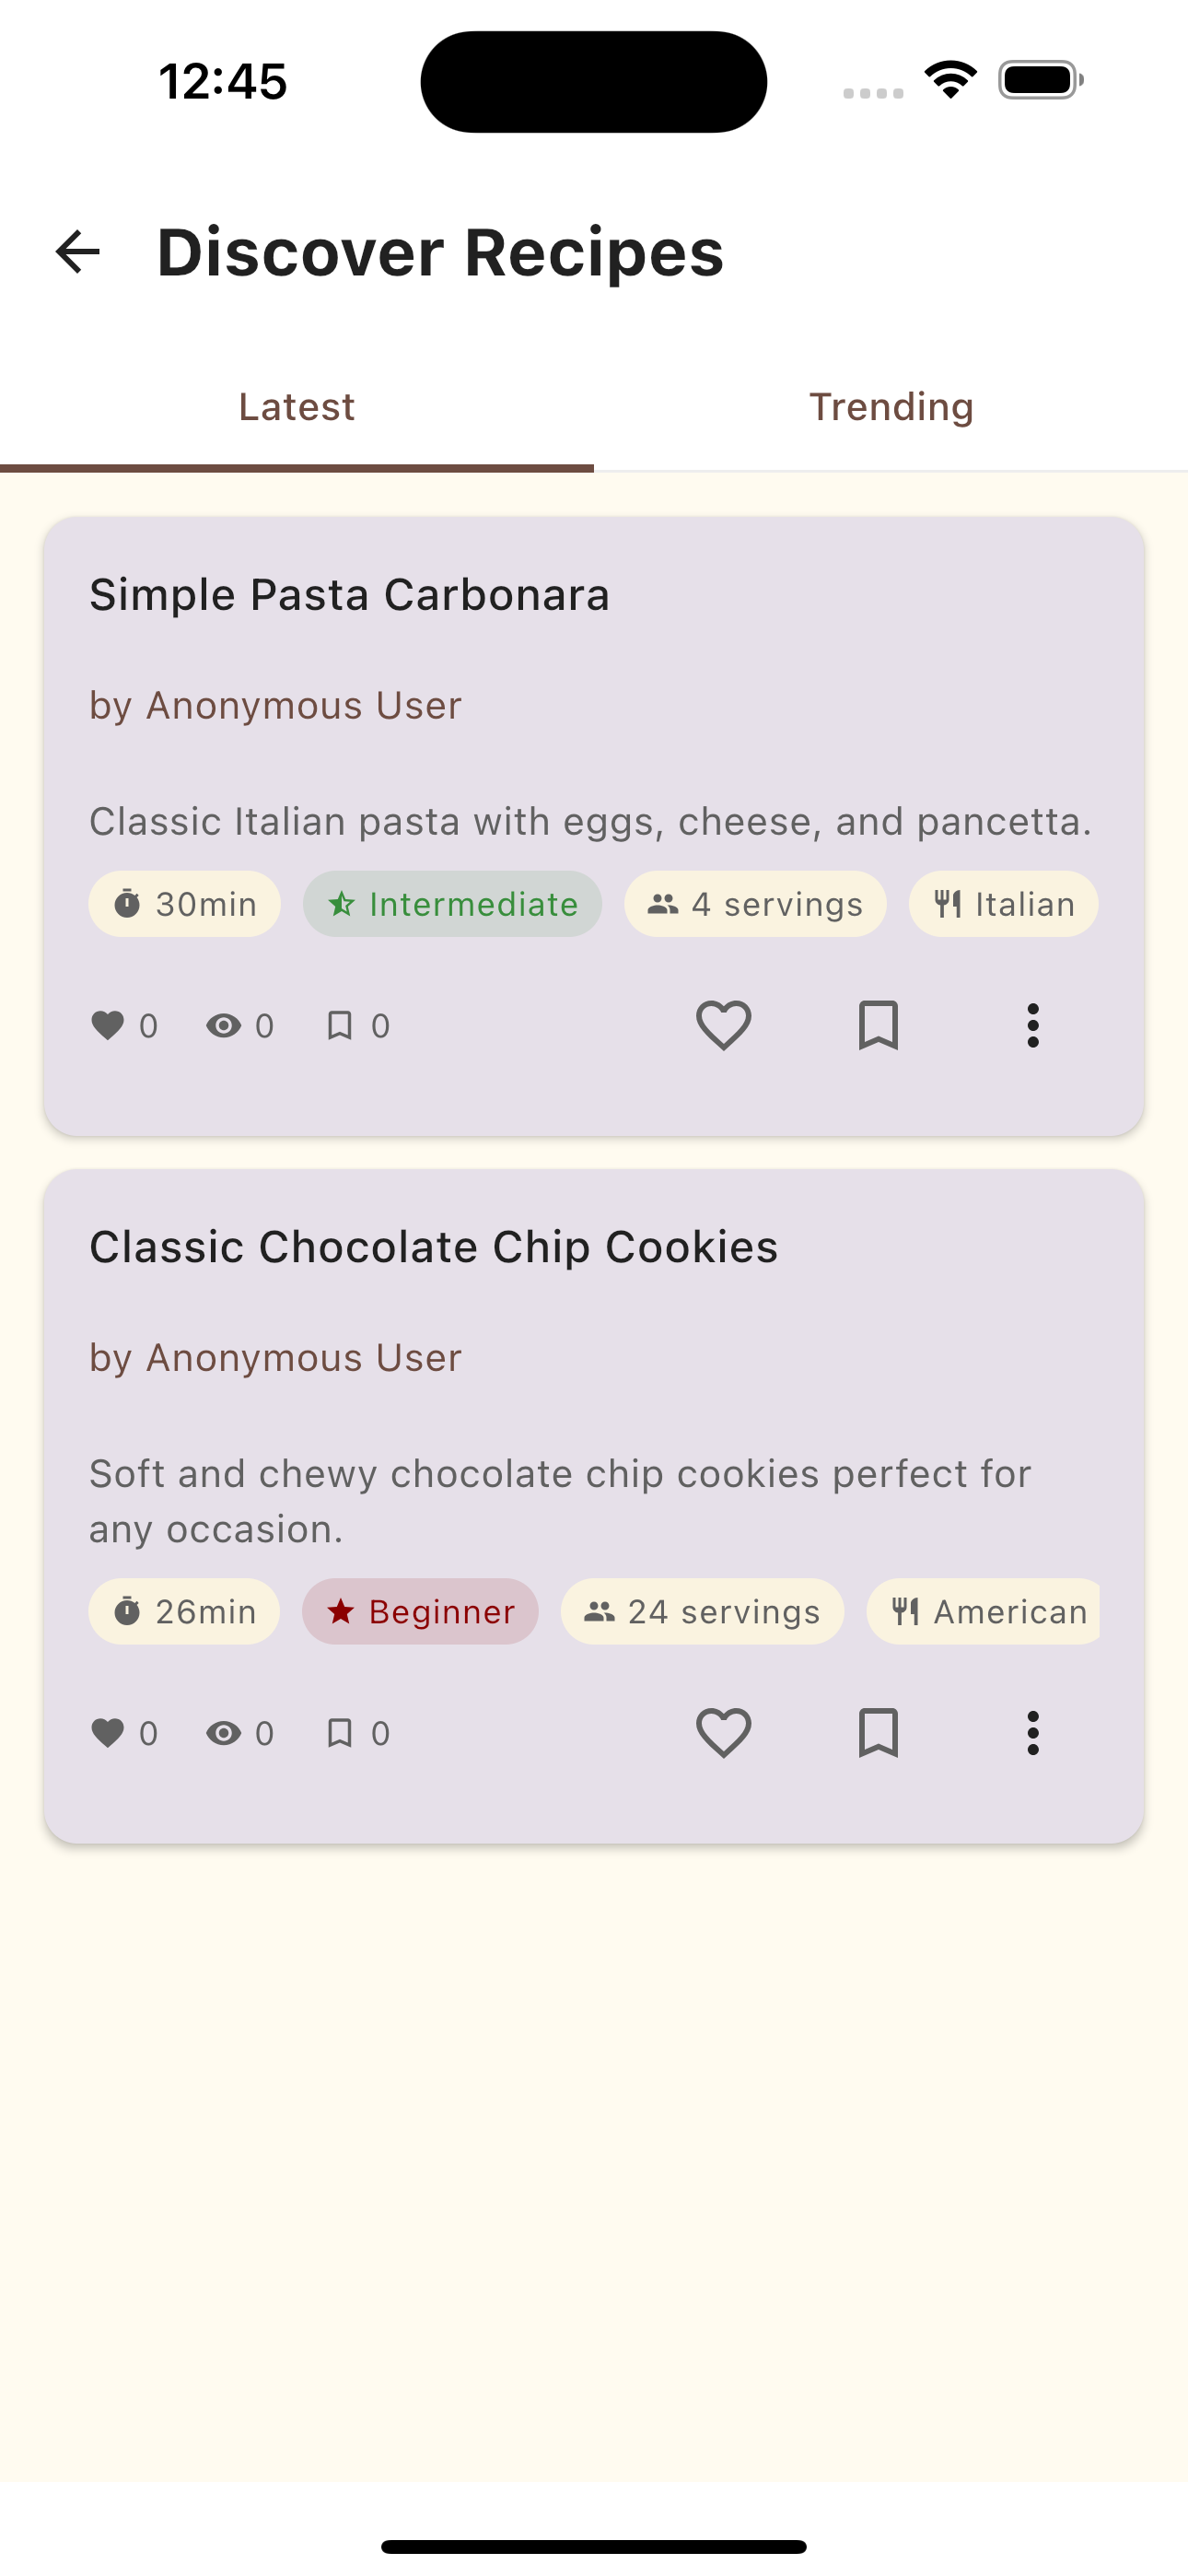 12:45
Discover Recipes
Latest Trending
Simple Pasta Carbonara
by Anonymous User
Classic Italian pasta with eggs, cheese, and pancetta.
30min Intermediate 4 servings Italian
0 0 0
Classic Chocolate Chip Cookies
by Anonymous User
Soft and chewy chocolate chip cookies perfect for
any occasion.
26min Beginner 24 servings American
0 0 0